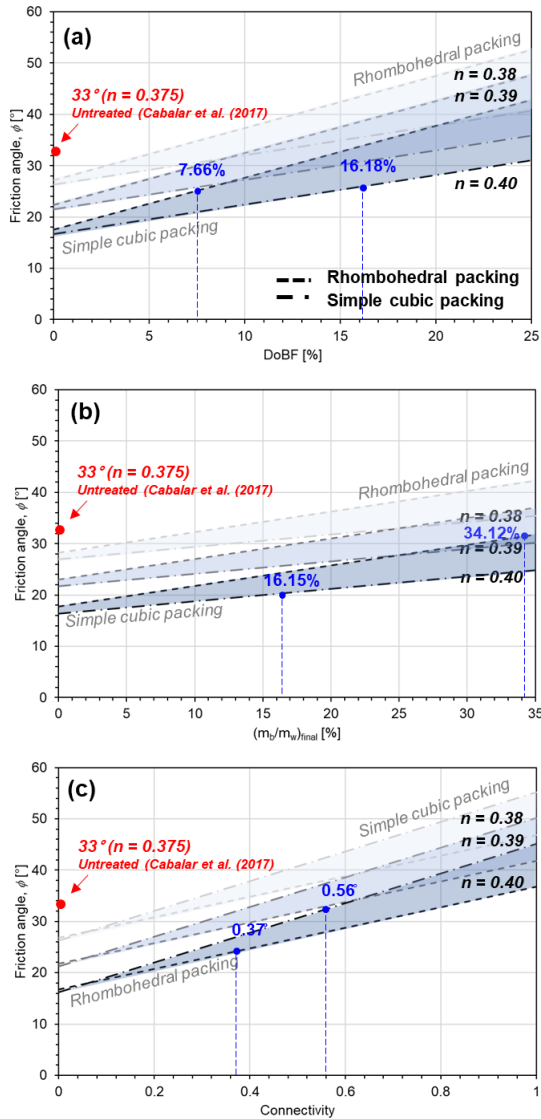 60
(a)
Rhombohedral packing
n = 0.38
50
n = 0.39
33° (n = 0.375)
Untreated (Cabalar et al. (2017)
40
Friction angle, ϕ [°]
7.66%
16.18%
30
n = 0.40
20
Simple cubic packing
Rhombohedral packing
10
Simple cubic packing
0
0 5 10 15 20 25
DoBF [%]
60
(b)
50
33° (n = 0.375)
Untreated (Cabalar et al. (2017)
Rhombohedral packing
40
Friction angle, ϕ [°]
n = 0.38
34.12%
30
n = 0.39
16.15%
n = 0.40
20
Simple cubic packing
10
0
0 5 10 15 20 25 30 35
(mb/mw)final [%]
60
(c)
Simple cubic packing
n = 0.38
50
n = 0.39
33° (n = 0.375)
Untreated (Cabalar et al. (2017)
40
Friction angle, ϕ [°]
n = 0.40
0.56°
30
0.37°
20
Rhombohedral packing
10
0
0 0.2 0.4 0.6 0.8 1
Connectivity